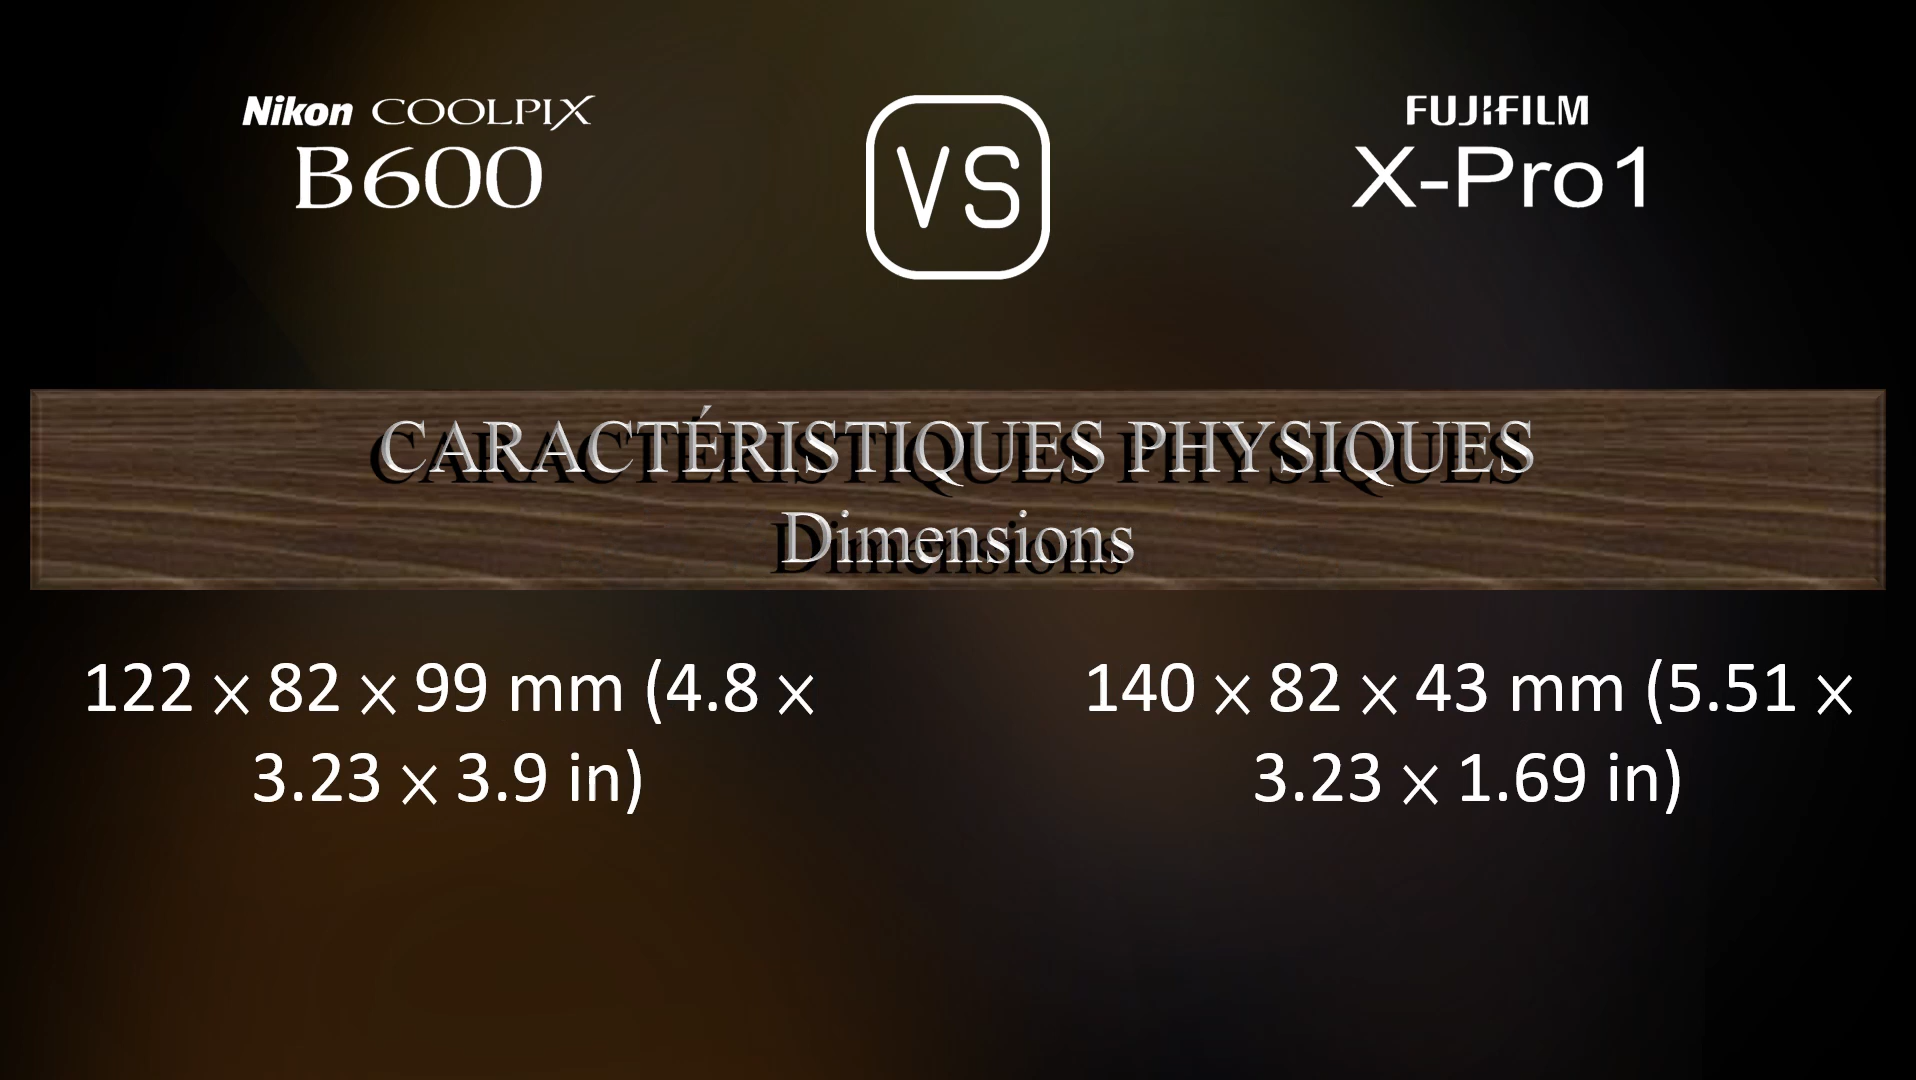 Nikon COOLPIX
B600
VS
FUJIFILM
X-Pro1
CARACTÉRISTIQUES PHYSIQUES
Dimensions
122 x 82 x 99 mm (4.8 x
3.23 x 3.9 in)
140 x 82 x 43 mm (5.51 x
3.23 x 1.69 in)